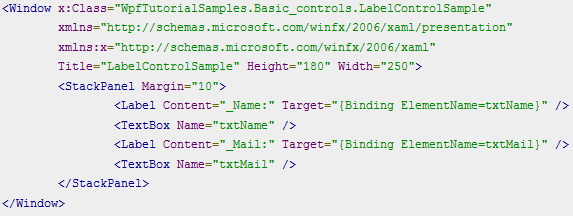 <Window x:Class="WpfTutorialSamples.Basic_controls.LabelControlSample"
xmlns="http://schemas.microsoft.com/winfx/2006/xaml/presentation"
xmlns:x="http://schemas.microsoft.com/winfx/2006/xaml"
Title="LabelControlSample" Height="180" Width="250">
<StackPanel Margin="10">
<Label Content="_Name:" Target="{Binding ElementName=txtName}" />
<TextBox Name="txtName" />
<Label Content="_Mail:" Target="{Binding ElementName=txtMail}" />
<TextBox Name="txtMail" />
</StackPanel>
</Window>